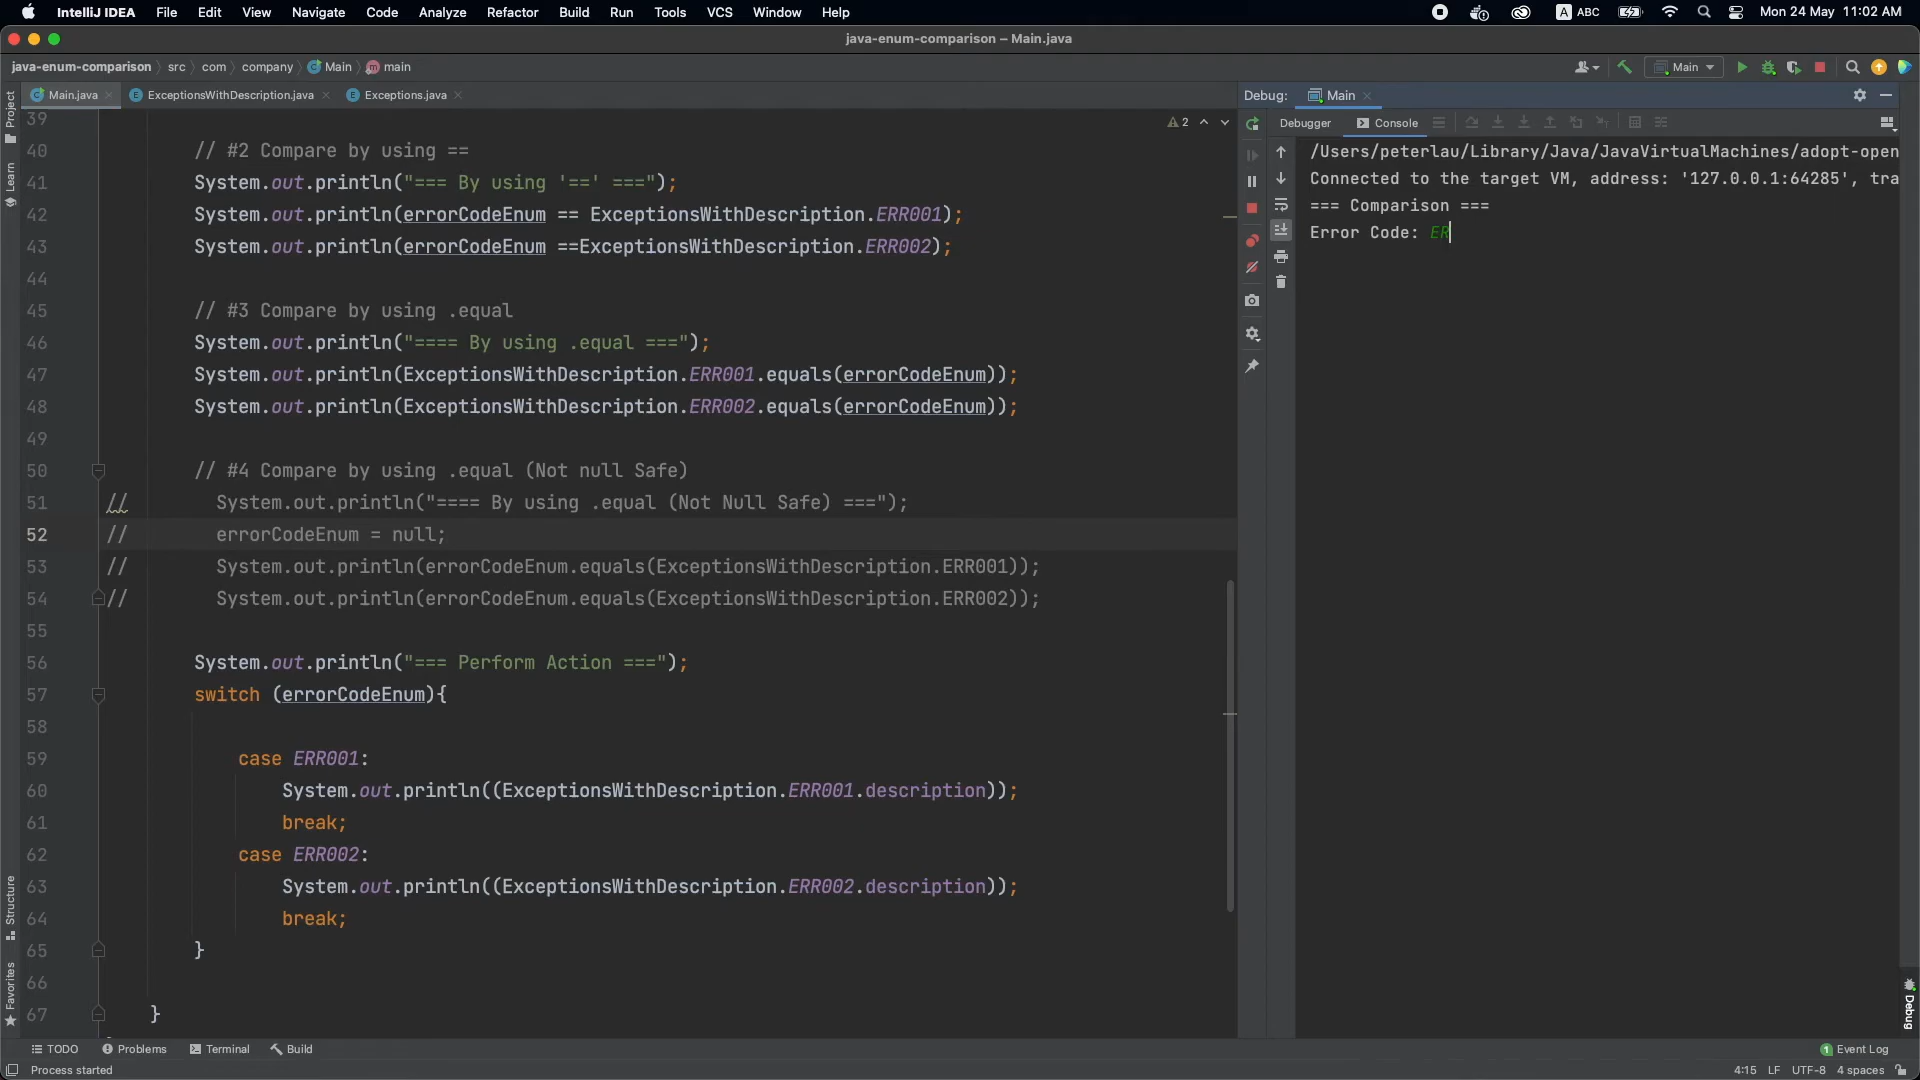 IntelliJ IDEA File Edit View Navigate Code Analyze Refactor Build Run Tools VCS Window Help A ABC Mon 24 May 11:02 AM
java-enum-comparison – Main.java
java-enum-comparison src com company Main main Main
Main.java ExceptionsWithDescription.java Exceptions.java Debug: Main
Debugger Console
Project
Learn
Structure
Favorites
2
39
40 // #2 Compare by using ==
41 System.out.println("=== By using '==' ===");
42 System.out.println(errorCodeEnum == ExceptionsWithDescription.ERR001);
43 System.out.println(errorCodeEnum ==ExceptionsWithDescription.ERR002);
44
45 // #3 Compare by using .equal
46 System.out.println("==== By using .equal ===");
47 System.out.println(ExceptionsWithDescription.ERR001.equals(errorCodeEnum));
48 System.out.println(ExceptionsWithDescription.ERR002.equals(errorCodeEnum));
49
50 // #4 Compare by using .equal (Not null Safe)
51 // System.out.println("==== By using .equal (Not Null Safe) ===");
52 // errorCodeEnum = null;
53 // System.out.println(errorCodeEnum.equals(ExceptionsWithDescription.ERR001));
54 // System.out.println(errorCodeEnum.equals(ExceptionsWithDescription.ERR002));
55
56 System.out.println("=== Perform Action ===");
57 switch (errorCodeEnum){
58
59 case ERR001:
60 System.out.println((ExceptionsWithDescription.ERR001.description));
61 break;
62 case ERR002:
63 System.out.println((ExceptionsWithDescription.ERR002.description));
64 break;
65 }
66
67 }
/Users/peterlau/Library/Java/JavaVirtualMachines/adopt-open
Connected to the target VM, address: '127.0.0.1:64285', tra
=== Comparison ===
Error Code: ER
Debug
TODO Problems Terminal Build 1 Event Log
Process started 4:15 LF UTF-8 4 spaces